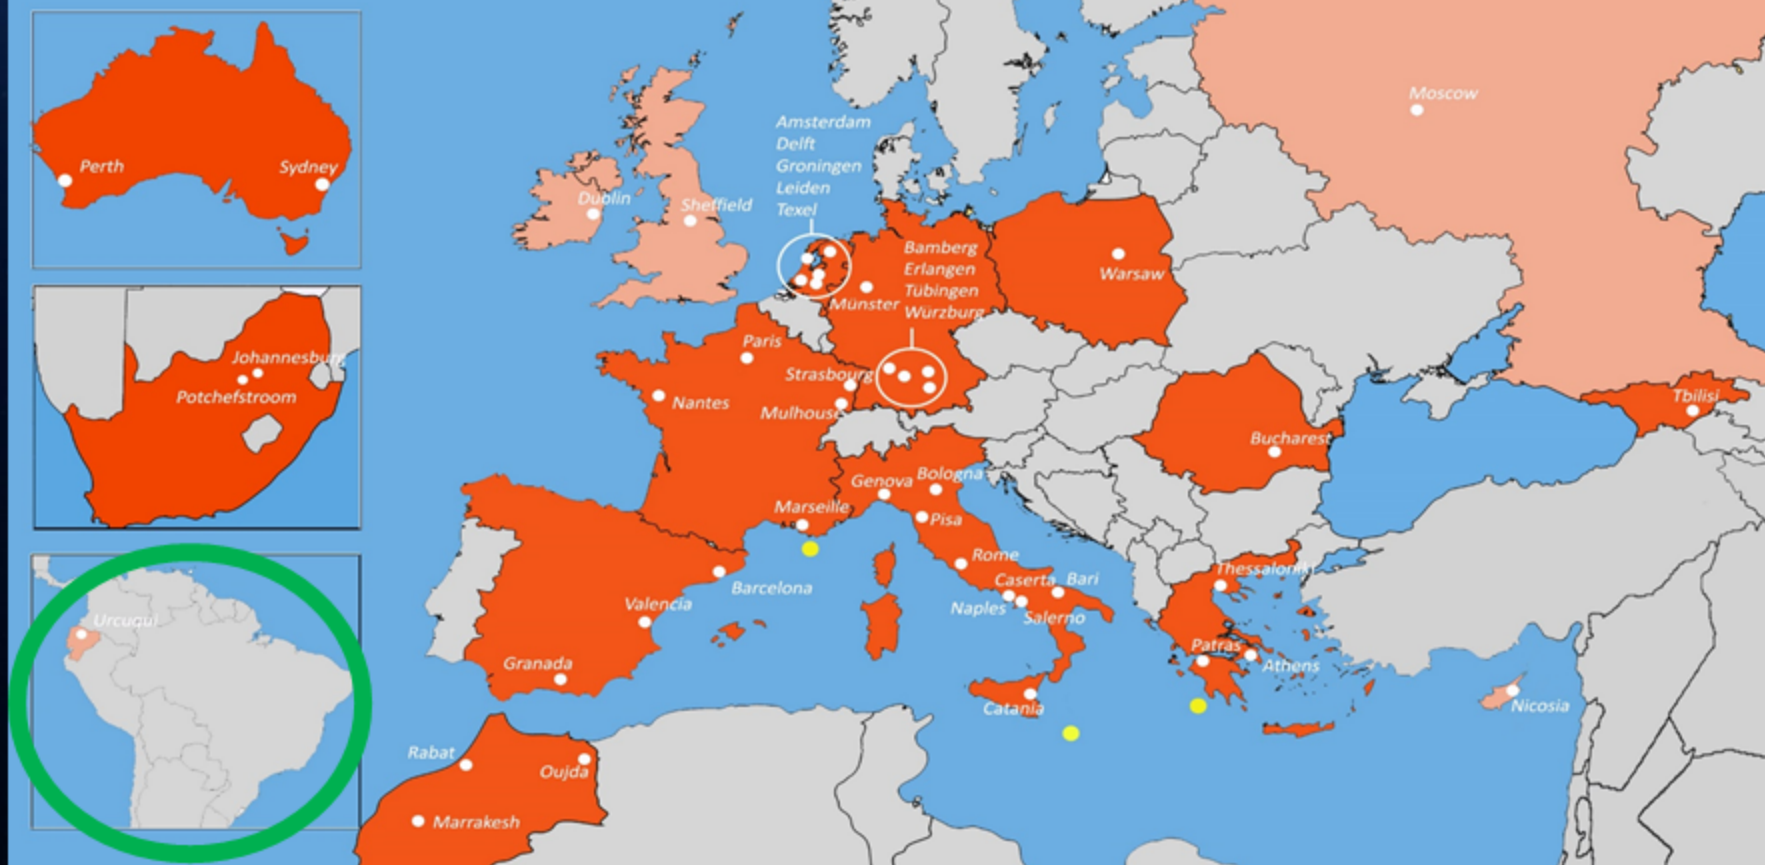 Perth
Sydney
Johannesburg
Potchefstroom
Urcuquí
Moscow
Dublin
Sheffield
Amsterdam
Delft
Groningen
Leiden
Texel
Bamberg
Erlangen
Tübingen
Würzburg
Münster
Warsaw
Paris
Strasbourg
Nantes
Mulhouse
Tbilisi
Bucharest
Genova
Bologna
Marseille
Pisa
Rome
Barcelona
Caserta
Bari
Naples
Salerno
Thessaloniki
Valencia
Granada
Patras
Athens
Catania
Nicosia
Rabat
Oujda
Marrakesh